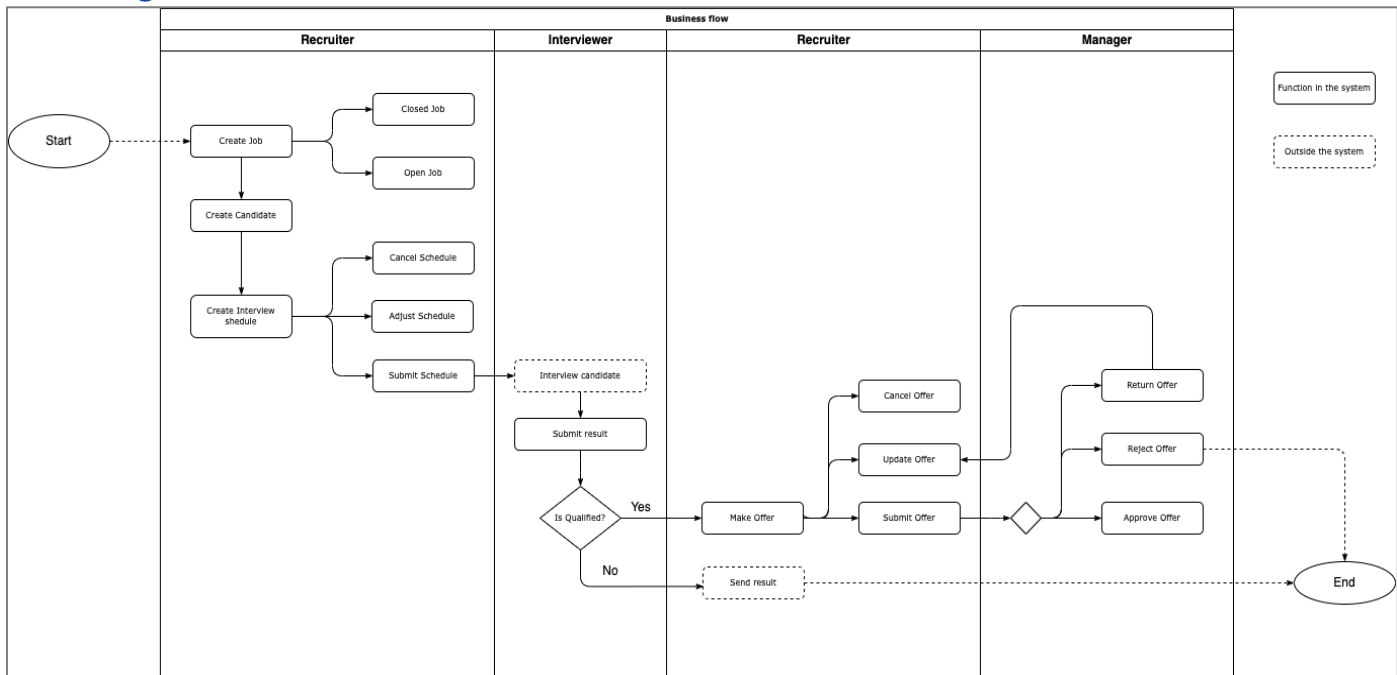 Business flow
Recruiter
Interviewer
Recruiter
Manager
Start
Create Job
Closed Job
Open Job
Create Candidate
Create Interview
shedule
Cancel Schedule
Adjust Schedule
Submit Schedule
Interview candidate
Submit result
Is Qualified?
Yes
No
Make Offer
Cancel Offer
Update Offer
Submit Offer
Send result
Return Offer
Reject Offer
Approve Offer
Function in the system
Outside the system
End